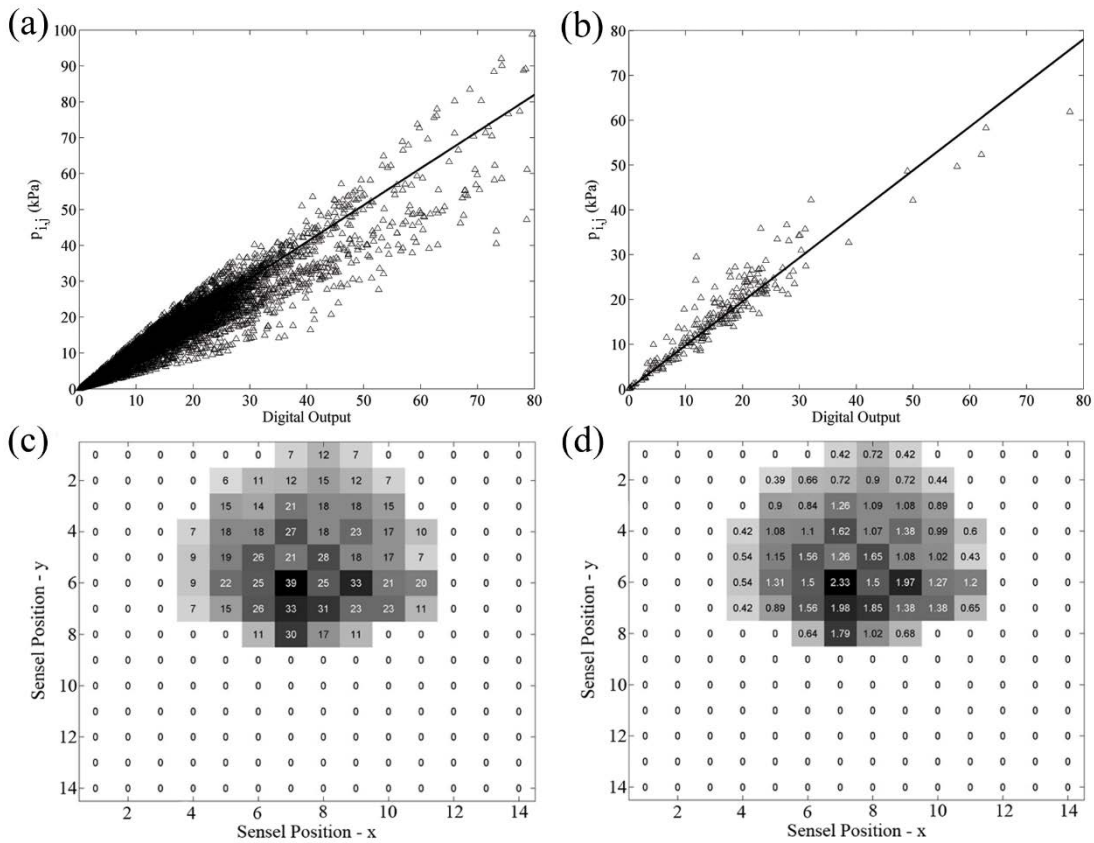 (a)
100
90
80
70
60
50
40
30
20
10
0
p i,j (kPa)
0 10 20 30 40 50 60 70 80
Digital Output
(b)
80
70
60
50
40
30
20
10
0
p i,j (kPa)
0 10 20 30 40 50 60 70 80
Digital Output
(c)
Sensel Position - y
0 0 0 0 0 0 7 12 7 0 0 0 0 0
2 0 0 0 0 6 11 12 15 12 7 0 0 0 0
0 0 0 0 15 14 21 18 18 15 0 0 0 0
4 0 0 0 7 18 18 27 18 23 17 10 0 0 0
0 0 0 9 19 26 21 28 18 17 7 0 0 0
6 0 0 0 9 22 25 39 25 33 21 20 0 0 0
0 0 0 7 15 26 33 31 23 23 11 0 0 0
8 0 0 0 0 0 11 30 17 11 0 0 0 0 0
0 0 0 0 0 0 0 0 0 0 0 0 0 0
10 0 0 0 0 0 0 0 0 0 0 0 0 0 0
0 0 0 0 0 0 0 0 0 0 0 0 0 0
12 0 0 0 0 0 0 0 0 0 0 0 0 0 0
0 0 0 0 0 0 0 0 0 0 0 0 0 0
14 0 0 0 0 0 0 0 0 0 0 0 0 0 0
2 4 6 8 10 12 14
Sensel Position - x
(d)
Sensel Position - y
0 0 0 0 0 0 0.42 0.72 0.42 0 0 0 0 0
2 0 0 0 0 0.39 0.66 0.72 0.9 0.72 0.44 0 0 0 0
0 0 0 0 0.9 0.84 1.26 1.09 1.08 0.89 0 0 0 0
4 0 0 0 0.42 1.08 1.1 1.62 1.07 1.38 0.99 0.6 0 0 0
0 0 0 0.54 1.15 1.56 1.26 1.65 1.08 1.02 0.43 0 0 0
6 0 0 0 0.54 1.31 1.5 2.33 1.5 1.97 1.27 1.2 0 0 0
0 0 0 0.42 0.89 1.56 1.98 1.85 1.38 1.38 0.65 0 0 0
8 0 0 0 0 0 0.64 1.79 1.02 0.68 0 0 0 0 0
0 0 0 0 0 0 0 0 0 0 0 0 0 0
10 0 0 0 0 0 0 0 0 0 0 0 0 0 0
0 0 0 0 0 0 0 0 0 0 0 0 0 0
12 0 0 0 0 0 0 0 0 0 0 0 0 0 0
0 0 0 0 0 0 0 0 0 0 0 0 0 0
14 0 0 0 0 0 0 0 0 0 0 0 0 0 0
2 4 6 8 10 12 14
Sensel Position - x